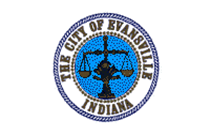 THE CITY OF EVANSVILLE
INDIANA